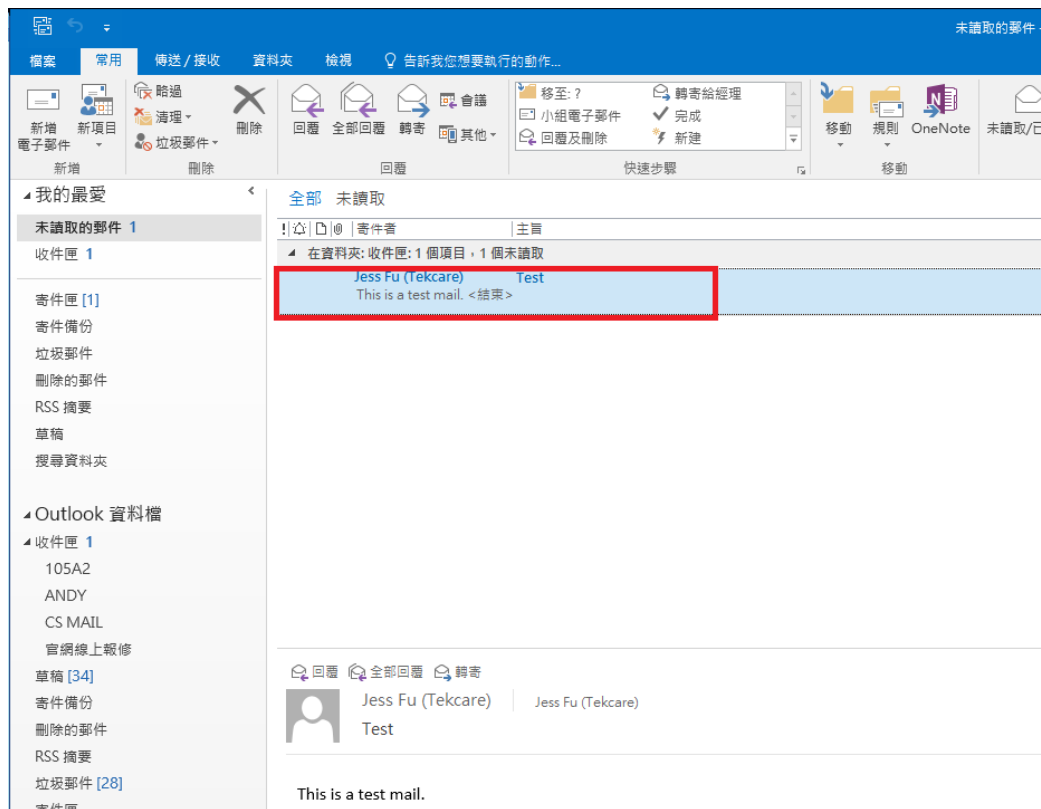 未讀取的郵件 -
檔案 常用 傳送/接收 資料夾 檢視 告訴我您想要執行的動作...
新增
電子郵件
新項目
新增
略過
清理
垃圾郵件
刪除
刪除
回覆
全部回覆
轉寄
會議
其他
回覆
移至: ?
小組電子郵件
回覆及刪除
轉寄給經理
完成
新建
快速步驟
移動
規則
OneNote
移動
未讀取/已
我的最愛
未讀取的郵件 1
收件匣 1
寄件匣 [1]
寄件備份
垃圾郵件
刪除的郵件
RSS 摘要
草稿
搜尋資料夾
Outlook 資料檔
收件匣 1
105A2
ANDY
CS MAIL
官網線上報修
草稿 [34]
寄件備份
刪除的郵件
RSS 摘要
垃圾郵件 [28]
寄件匣
全部 未讀取
寄件者 主旨
在資料夾: 收件匣: 1 個項目,1 個未讀取
Jess Fu (Tekcare) Test
This is a test mail. <結束>
回覆 全部回覆 轉寄
Jess Fu (Tekcare) Jess Fu (Tekcare)
Test
This is a test mail.